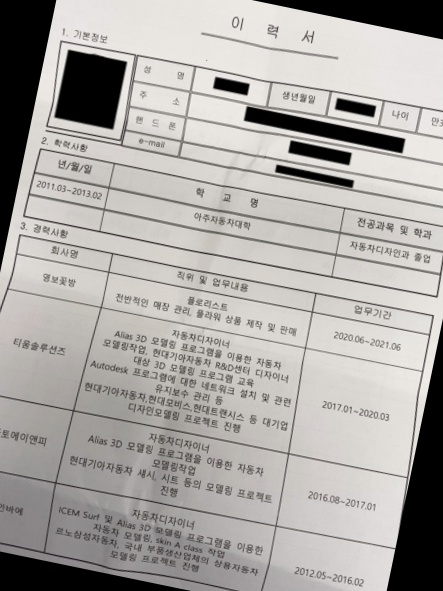 이 력 서
1. 기본정보
성 명
생년월일
나이
만
주 소
핸 드 폰
e-mail
2. 학력사항
년/월/일
학 교 명
전공과목 및 학과
2011.03~2013.02
아주자동차대학
자동차디자인과 졸업
3. 경력사항
회사명
직위 및 업무내용
업무기간
영보꽃방
플로리스트
전반적인 매장 관리, 플라워 상품 제작 및 판매
2020.06~2021.06
티움솔루션즈
자동차디자이너
Alias 3D 모델링 프로그램을 이용한 자동차
모델링작업, 현대기아자동차 R&D센터 디자이너
대상 3D 모델링 프로그램 교육
Autodesk 프로그램에 대한 네트워크 설치 및 관련
유지보수 관리 등
현대기아자동차,현대모비스,현대트랜시스 등 대기업
디자인모델링 프로젝트 진행
2017.01~2020.03
토에이앤피
자동차디자이너
Alias 3D 모델링 프로그램을 이용한 자동차
모델링작업
현대기아자동차 섀시, 시트 등의 모델링 프로젝트
진행
2016.08~2017.01
자동차디자이너
ICEM Surf 및 Alias 3D 모델링 프로그램을 이용한
자동차 모델링, skin A class 작업
르노삼성자동차, 국내 부품생산업체의 상용자동차
모델링 프로젝트 진행
2012.05~2016.02